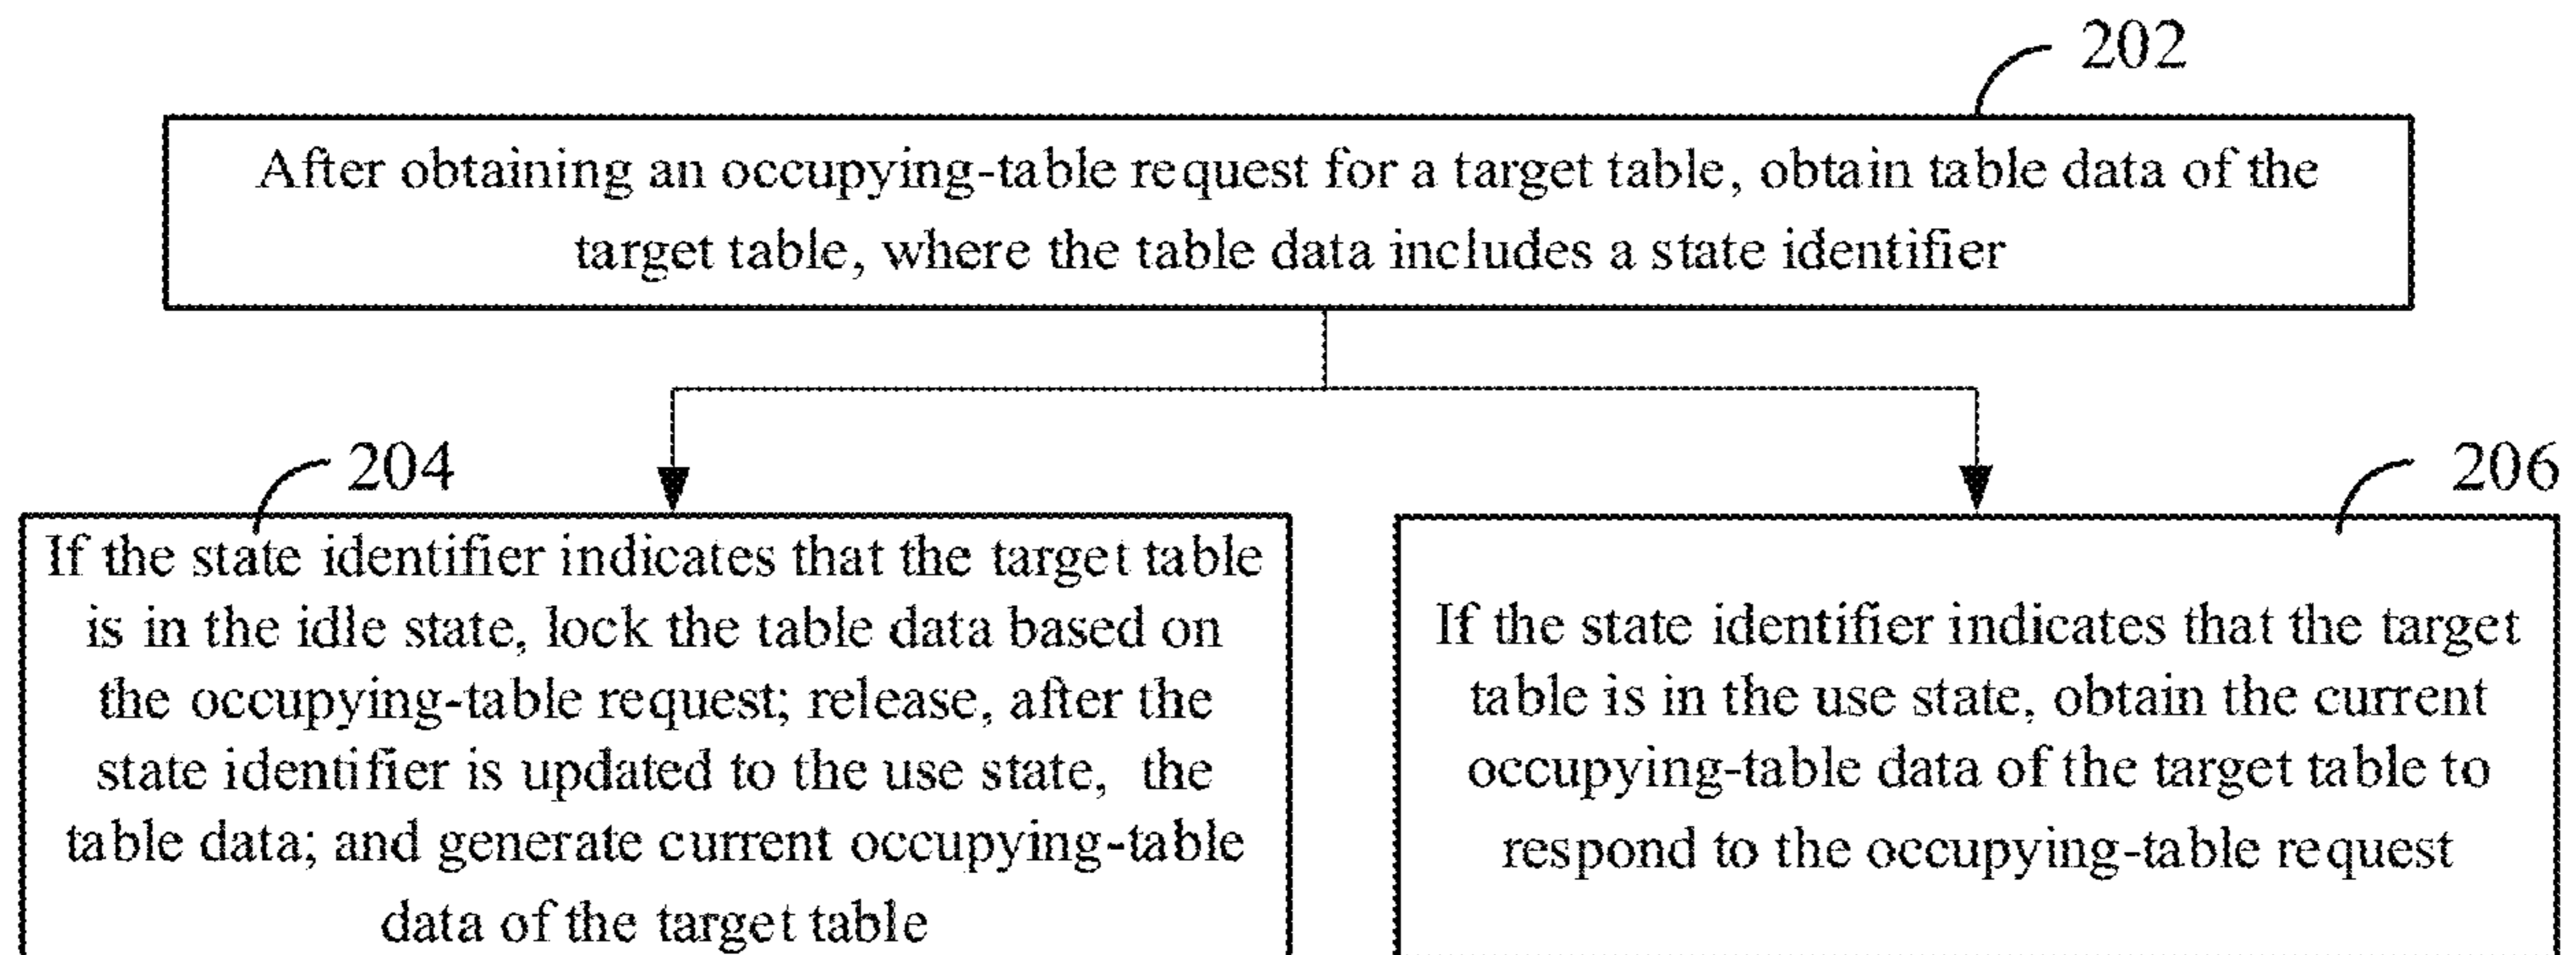 202
After obtaining an occupying-table request for a target table, obtain table data of the
target table, where the table data includes a state identifier
204
If the state identifier indicates that the target table
is in the idle state, lock the table data based on
the occupying-table request; release, after the
state identifier is updated to the use state, the
table data; and generate current occupying-table
data of the target table
206
If the state identifier indicates that the target
table is in the use state, obtain the current
occupying-table data of the target table to
respond to the occupying-table request